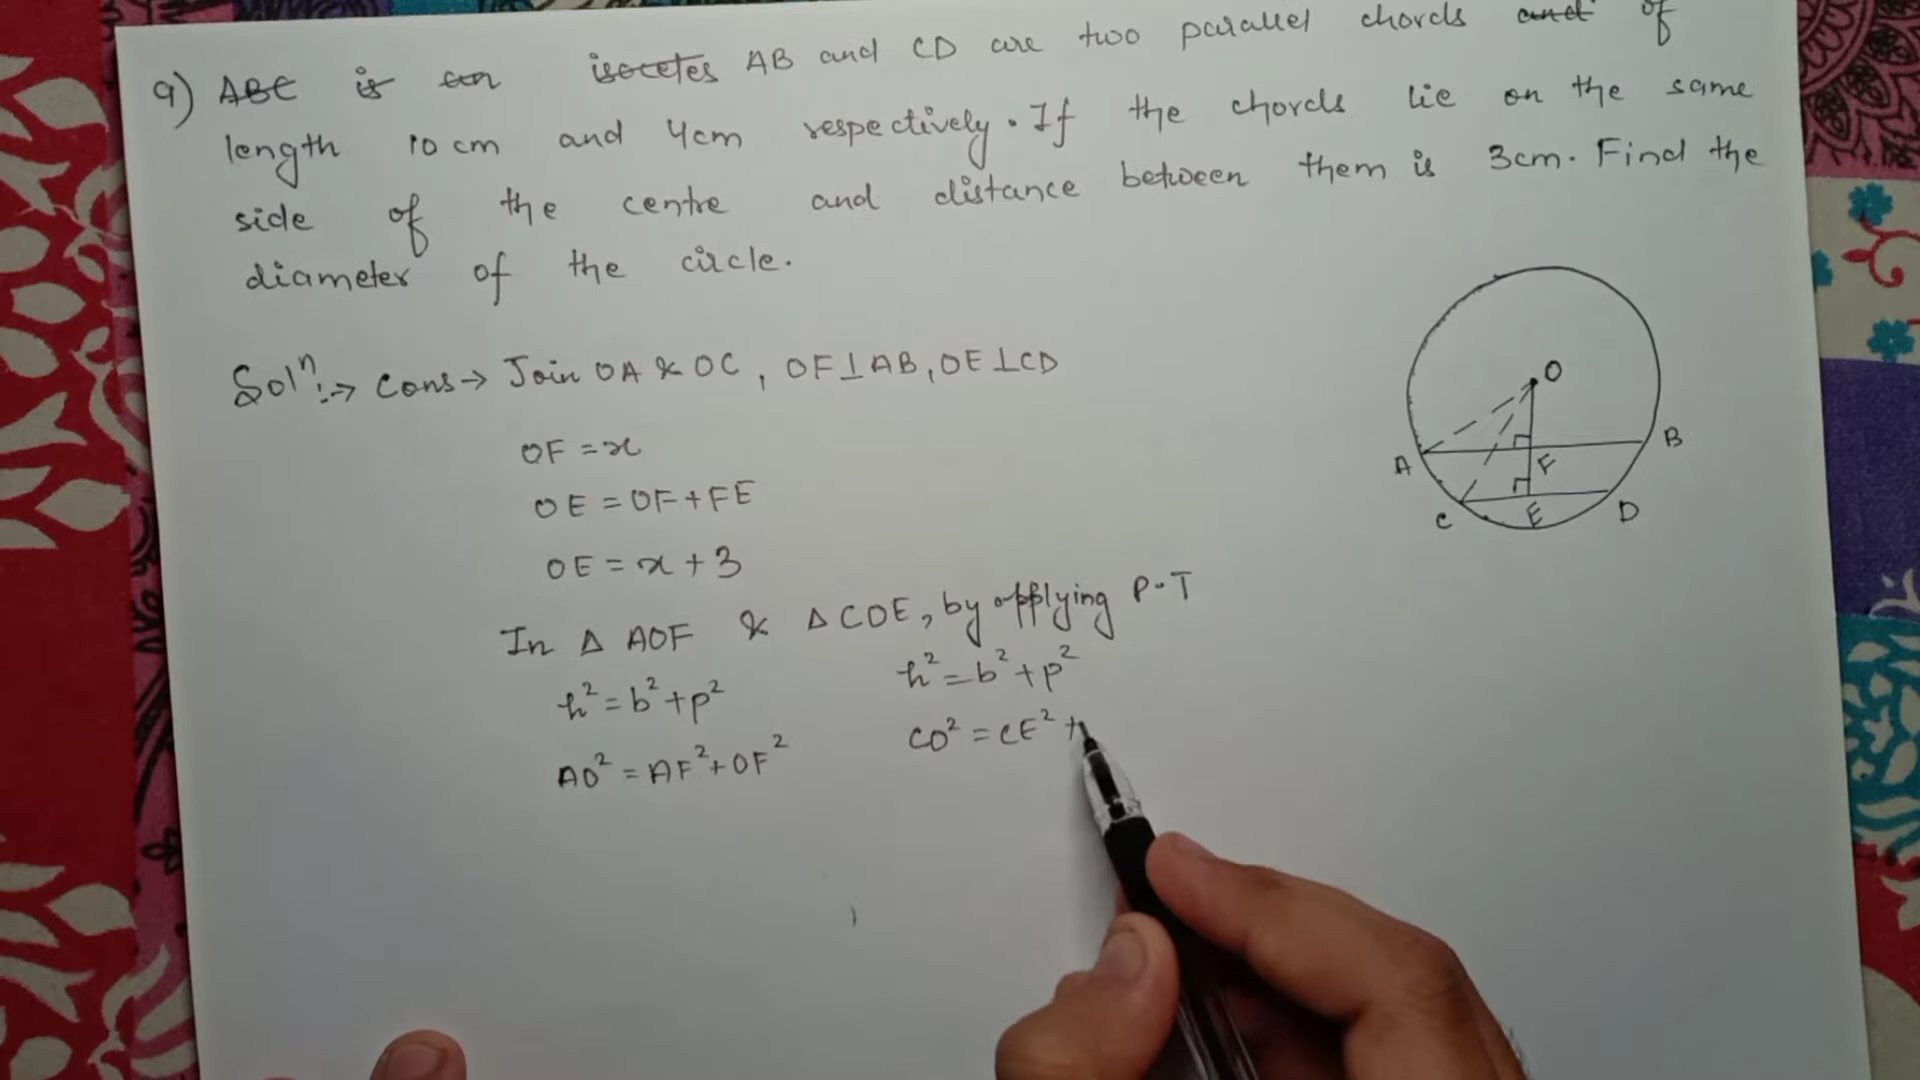 9) ABC is an isoceles AB and CD are two parallel chords and of
length 10 cm and 4cm respectively. If the chords lie on the same
side of the centre and distance between them is 3cm. Find the
diameter of the circle.
Solⁿ:→ Cons→ Join OA & OC, OF⊥AB, OE⊥CD
OF = x
OE = OF + FE
OE = x + 3
In Δ AOF & Δ COE, by applying P-T
h² = b² + p² h² = b² + p²
AO² = AF² + OF² CO² = CE² +
O
A
F
B
C
E
D